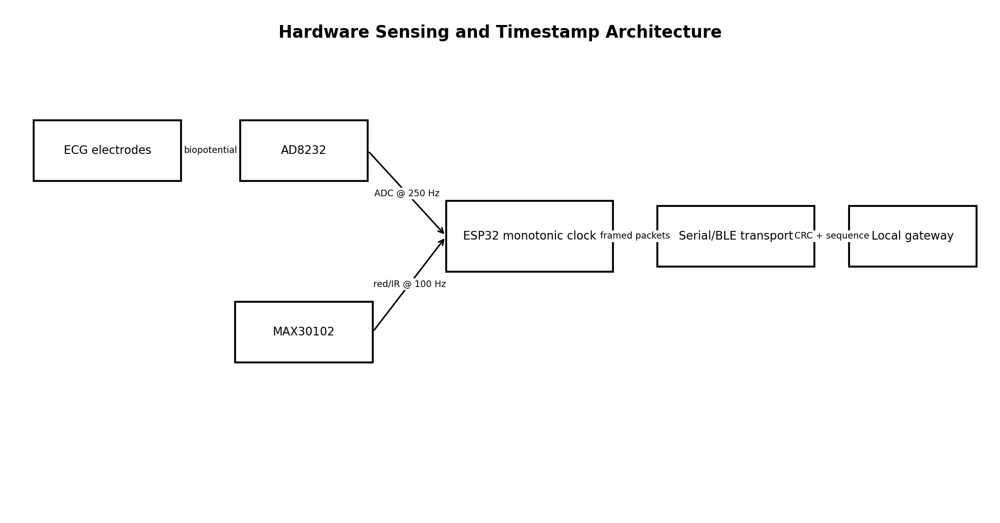 Hardware Sensing and Timestamp Architecture
ECG electrodes
biopotential
AD8232
ADC @ 250 Hz
ESP32 monotonic clock
framed packets
Serial/BLE transport
CRC + sequence
Local gateway
red/IR @ 100 Hz
MAX30102